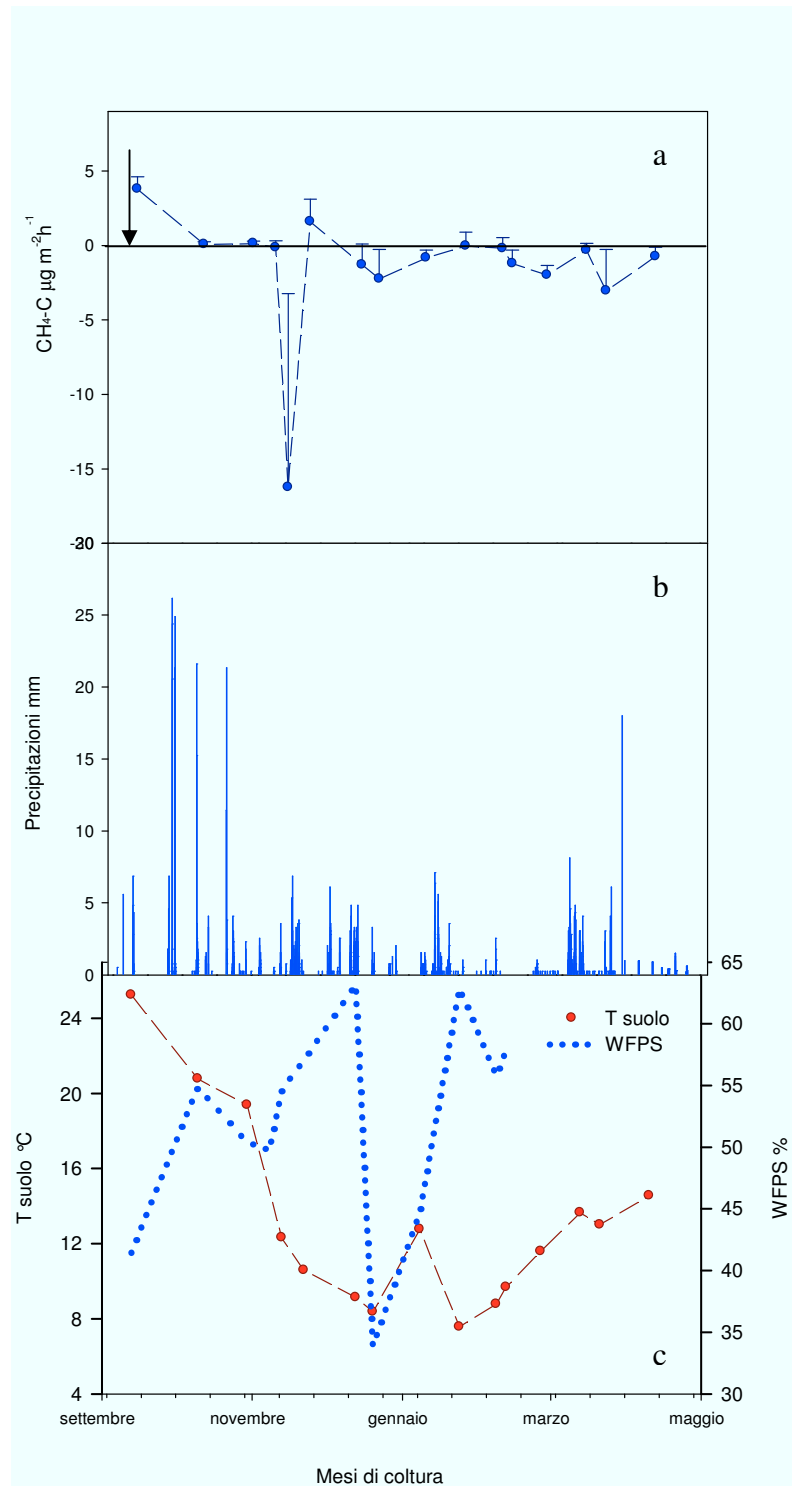 a
5
0
-5
-10
-15
-20
CH4-C µg m-2h-1
30
b
25
20
15
10
5
0
Precipitazioni mm
65
24
20
16
12
8
4
T suolo °C
T suolo
WFPS
60
55
50
45
40
35
30
WFPS %
c
settembre novembre gennaio marzo maggio
Mesi di coltura